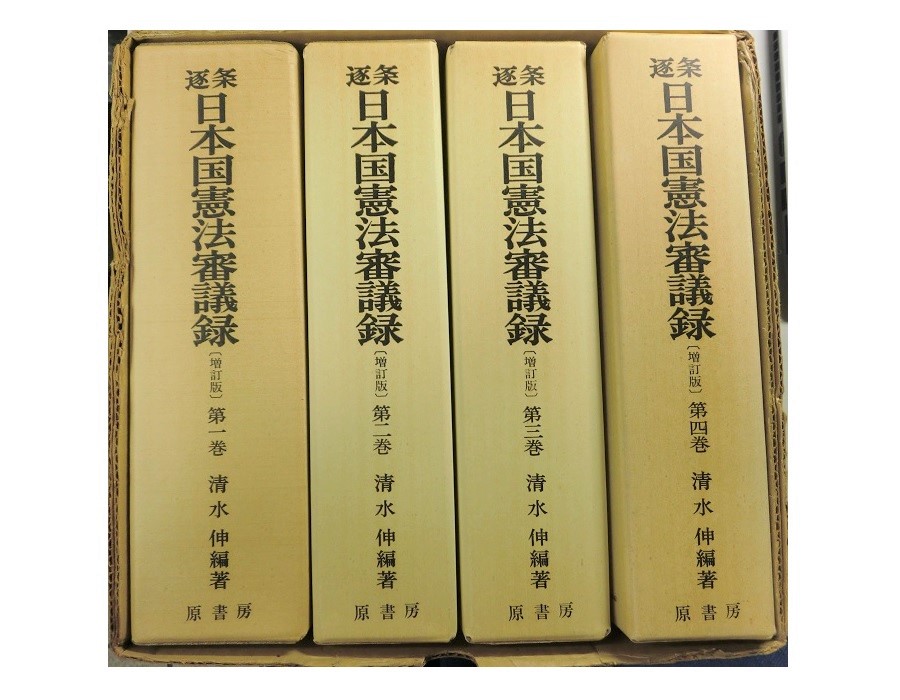 逐条
日本国憲法審議録
〔増訂版〕
第一巻
清水 伸編著
原書房
逐条
日本国憲法審議録
〔増訂版〕
第二巻
清水 伸編著
原書房
逐条
日本国憲法審議録
〔増訂版〕
第三巻
清水 伸編著
原書房
逐条
日本国憲法審議録
〔増訂版〕
第四巻
清水 伸編著
原書房